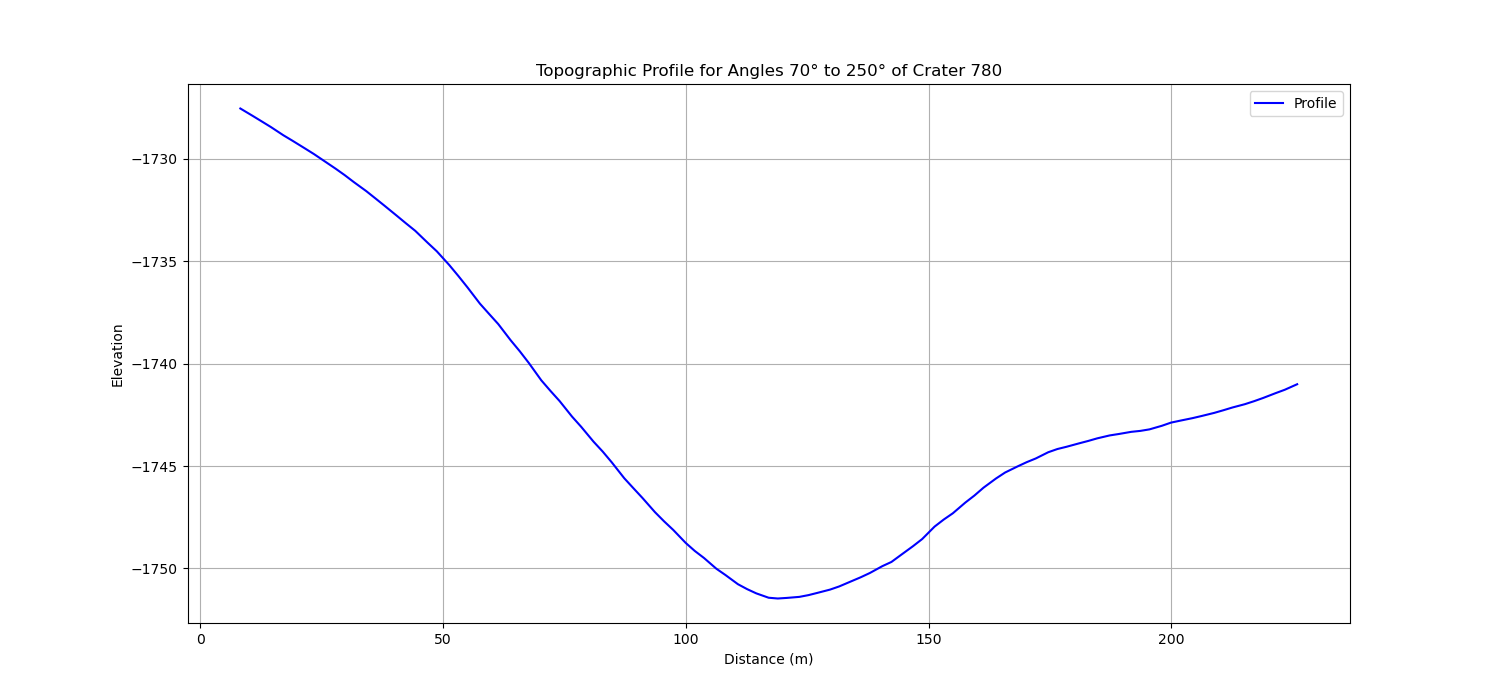 Topographic Profile for Angles 70° to 250° of Crater 780
Profile
−1730
−1735
−1740
−1745
−1750
Elevation
0 50 100 150 200
Distance (m)